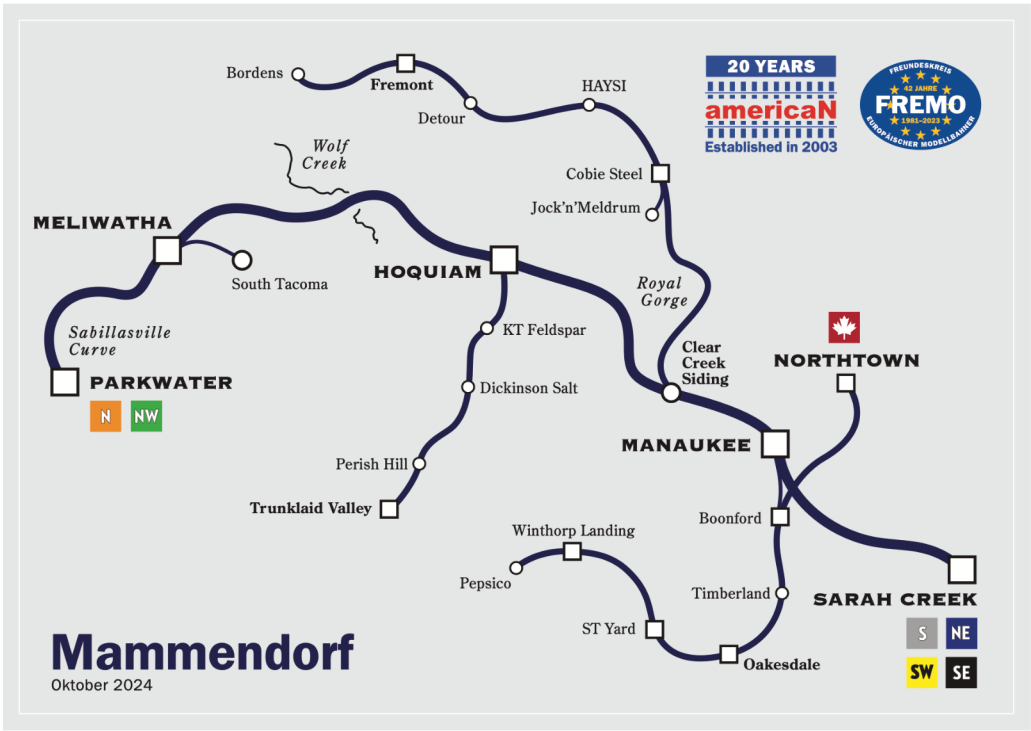 Bordens
Fremont
Detour
HAYSI
20 YEARS
americaN
Established in 2003
FREUNDESKREIS
42 JAHRE
FREMO
1981-2023
EUROPÄISCHER MODELLBAHNER
Wolf
Creek
Cobie Steel
Jock'n'Meldrum
MELIWATHA
South Tacoma
HOQUIAM
Royal
Gorge
Sabillasville
Curve
KT Feldspar
Clear
Creek
Siding
NORTHTOWN
PARKWATER
N NW
Dickinson Salt
MANAUKEE
Perish Hill
Trunklaid Valley
Boonford
Winthorp Landing
Pepsico
Timberland
SARAH CREEK
ST Yard
S NE
Oakesdale
SW SE
Mammendorf
Oktober 2024